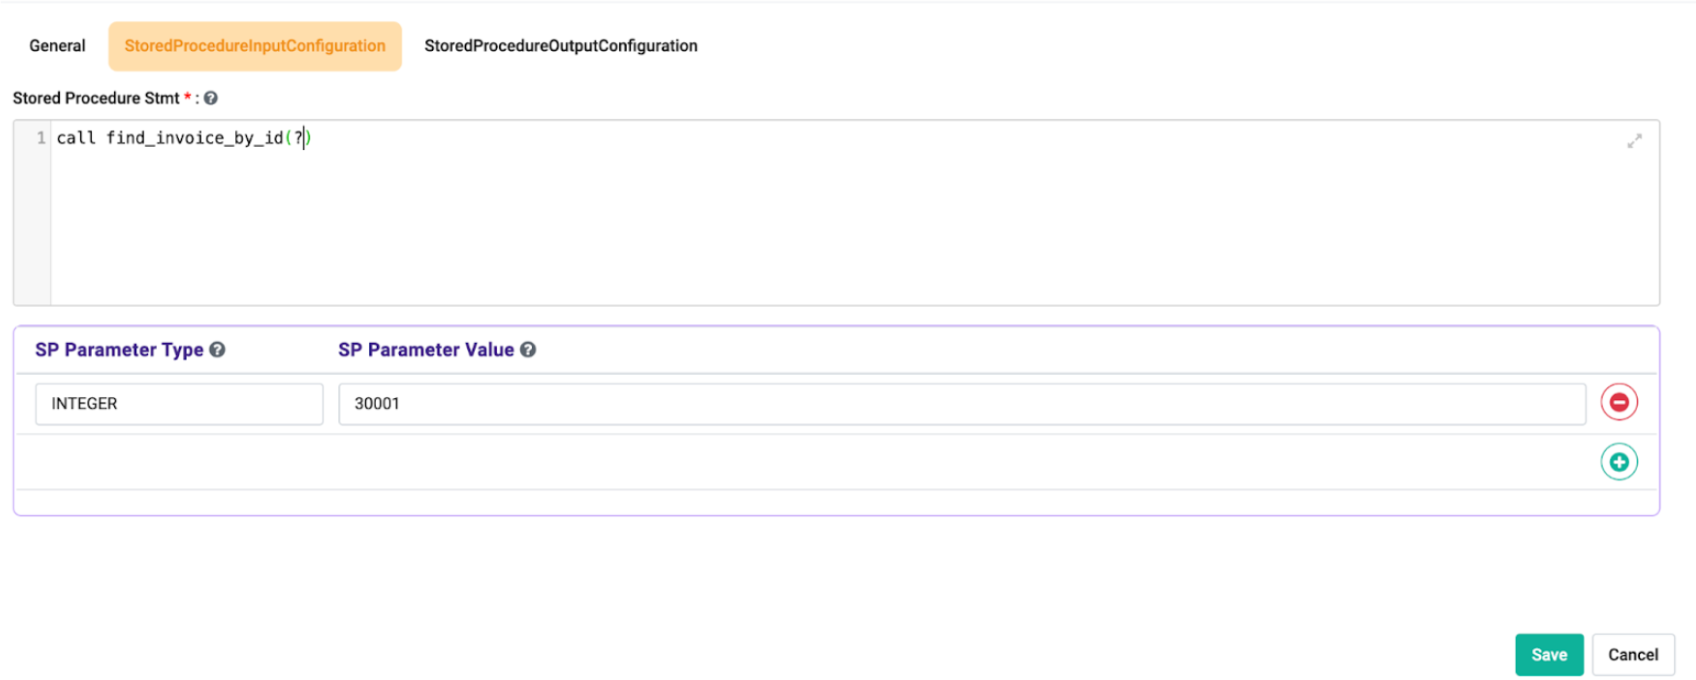 General StoredProcedureInputConfiguration StoredProcedureOutputConfiguration
Stored Procedure Stmt * :
1 call find_invoice_by_id(?)
SP Parameter Type SP Parameter Value
INTEGER 30001
Save Cancel